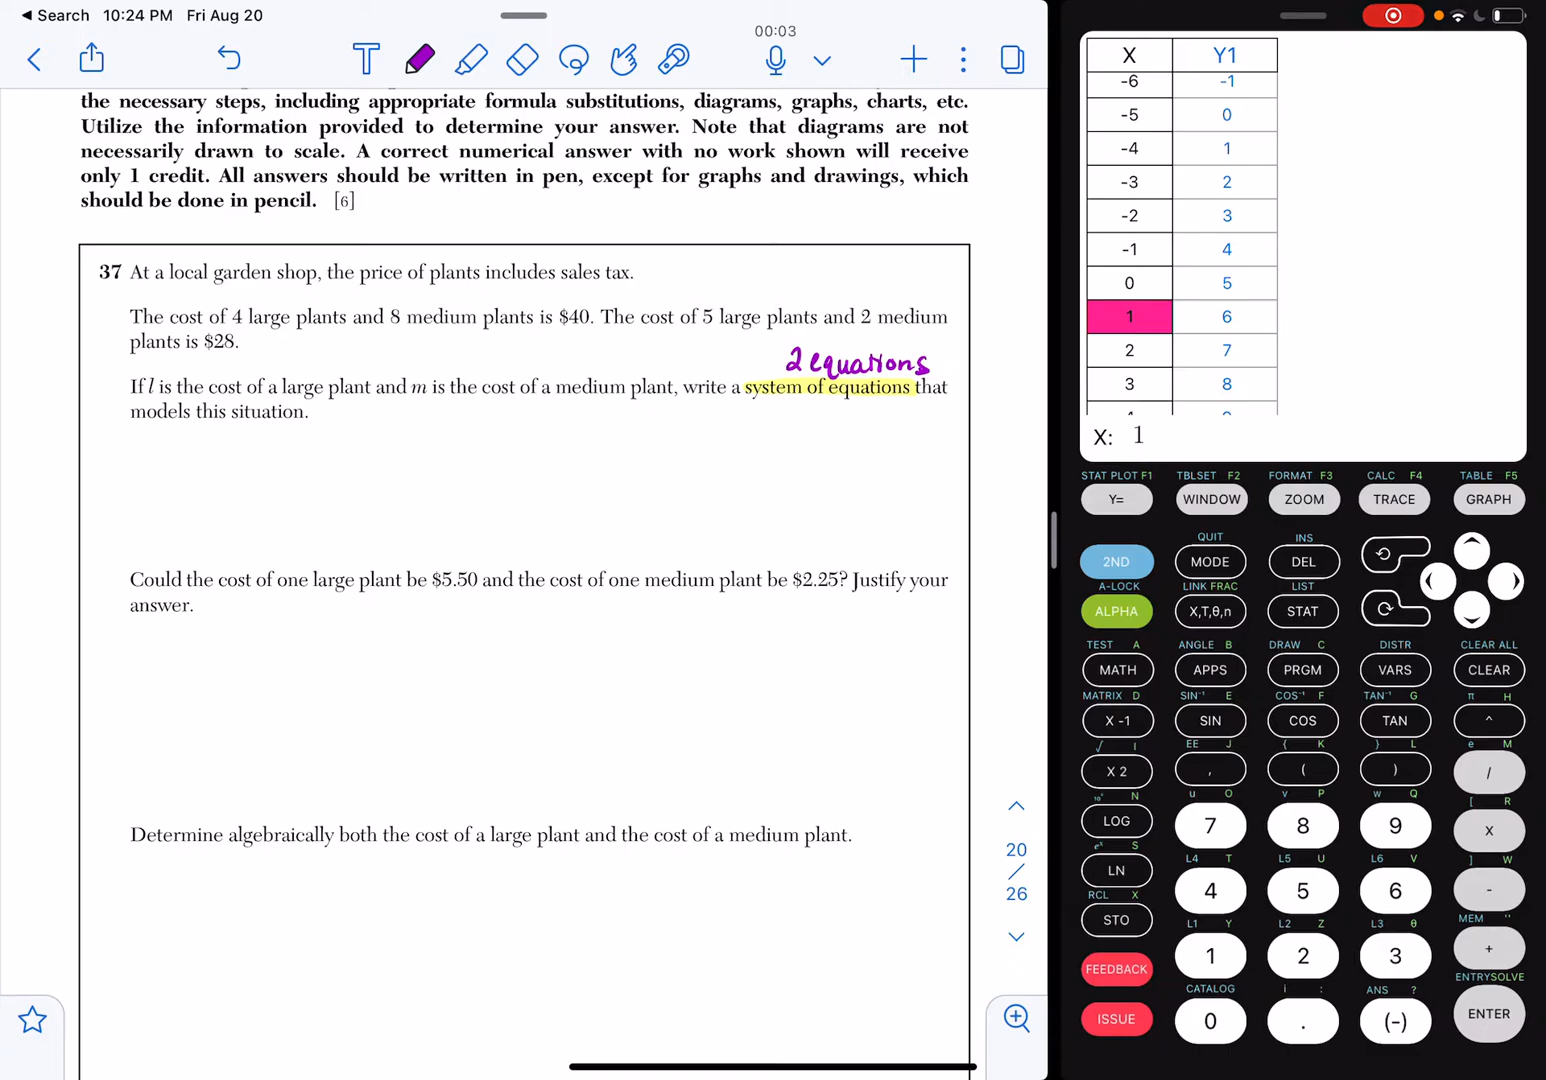 Search 10:24 PM Fri Aug 20
00:03
the necessary steps, including appropriate formula substitutions, diagrams, graphs, charts, etc.
Utilize the information provided to determine your answer. Note that diagrams are not
necessarily drawn to scale. A correct numerical answer with no work shown will receive
only 1 credit. All answers should be written in pen, except for graphs and drawings, which
should be done in pencil. [6]
37 At a local garden shop, the price of plants includes sales tax.
The cost of 4 large plants and 8 medium plants is $40. The cost of 5 large plants and 2 medium
plants is $28.
2 equations
If l is the cost of a large plant and m is the cost of a medium plant, write a system of equations that
models this situation.
Could the cost of one large plant be $5.50 and the cost of one medium plant be $2.25? Justify your
answer.
Determine algebraically both the cost of a large plant and the cost of a medium plant.
20
/
26
X Y1
-6 -1
-5 0
-4 1
-3 2
-2 3
-1 4
0 5
1 6
2 7
3 8
X: 1
STAT PLOT F1 TBLSET F2 FORMAT F3 CALC F4 TABLE F5
Y= WINDOW ZOOM TRACE GRAPH
QUIT INS
2ND MODE DEL
A-LOCK LINK FRAC LIST
ALPHA X,T,θ,n STAT
TEST A ANGLE B DRAW C DISTR CLEAR ALL
MATH APPS PRGM VARS CLEAR
MATRIX D SIN⁻¹ E COS⁻¹ F TAN⁻¹ G π H
X -1 SIN COS TAN ^
√ I EE J { K } L e M
X 2 , ( ) /
10ˣ N u O v P w Q [ R
LOG 7 8 9 x
eˣ S L4 T L5 U L6 V ] W
LN 4 5 6 -
RCL X L1 Y L2 Z L3 θ MEM "
STO 1 2 3 +
FEEDBACK
CATALOG i : ANS ? ENTRY SOLVE
ISSUE 0 . (-) ENTER